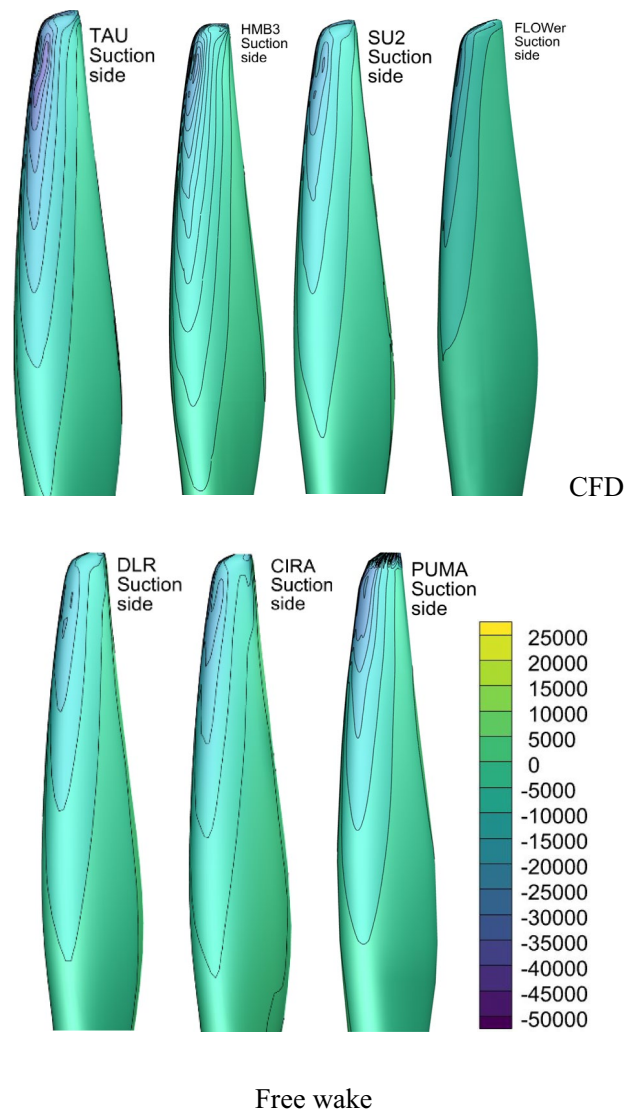 TAU
Suction
side
HMB3
Suction
side
SU2
Suction
side
FLOWer
Suction
side
CFD
DLR
Suction
side
CIRA
Suction
side
PUMA
Suction
side
25000
20000
15000
10000
5000
0
-5000
-10000
-15000
-20000
-25000
-30000
-35000
-40000
-45000
-50000
Free wake